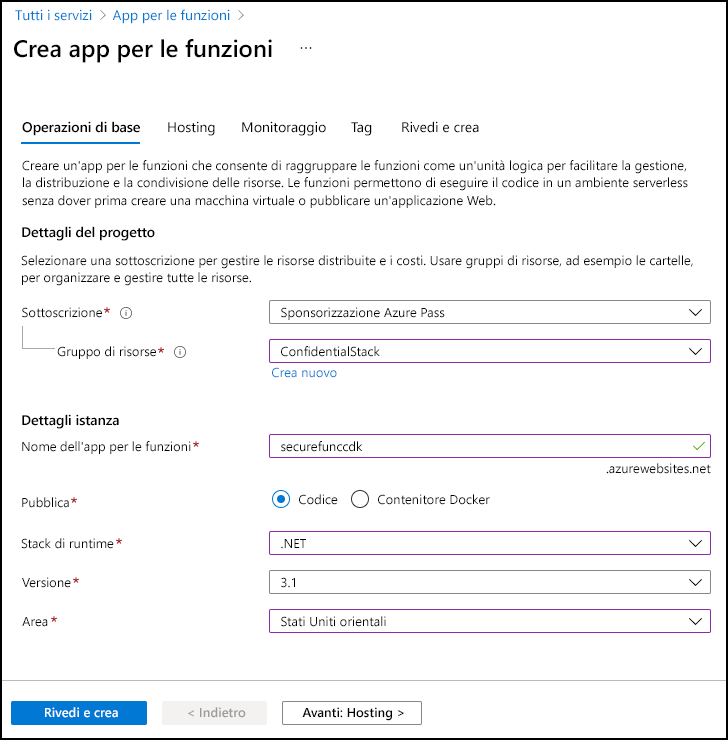 Tutti i servizi > App per le funzioni >
Crea app per le funzioni ...
Operazioni di base Hosting Monitoraggio Tag Rivedi e crea
Creare un'app per le funzioni che consente di raggruppare le funzioni come un'unità logica per facilitare la gestione,
la distribuzione e la condivisione delle risorse. Le funzioni permettono di eseguire il codice in un ambiente serverless
senza dover prima creare una macchina virtuale o pubblicare un'applicazione Web.
Dettagli del progetto
Selezionare una sottoscrizione per gestire le risorse distribuite e i costi. Usare gruppi di risorse, ad esempio le cartelle,
per organizzare e gestire tutte le risorse.
Sottoscrizione* Sponsorizzazione Azure Pass
Gruppo di risorse* ConfidentialStack
Crea nuovo
Dettagli istanza
Nome dell'app per le funzioni* securefunccdk
.azurewebsites.net
Pubblica* Codice Contenitore Docker
Stack di runtime* .NET
Versione* 3.1
Area* Stati Uniti orientali
Rivedi e crea < Indietro Avanti: Hosting >